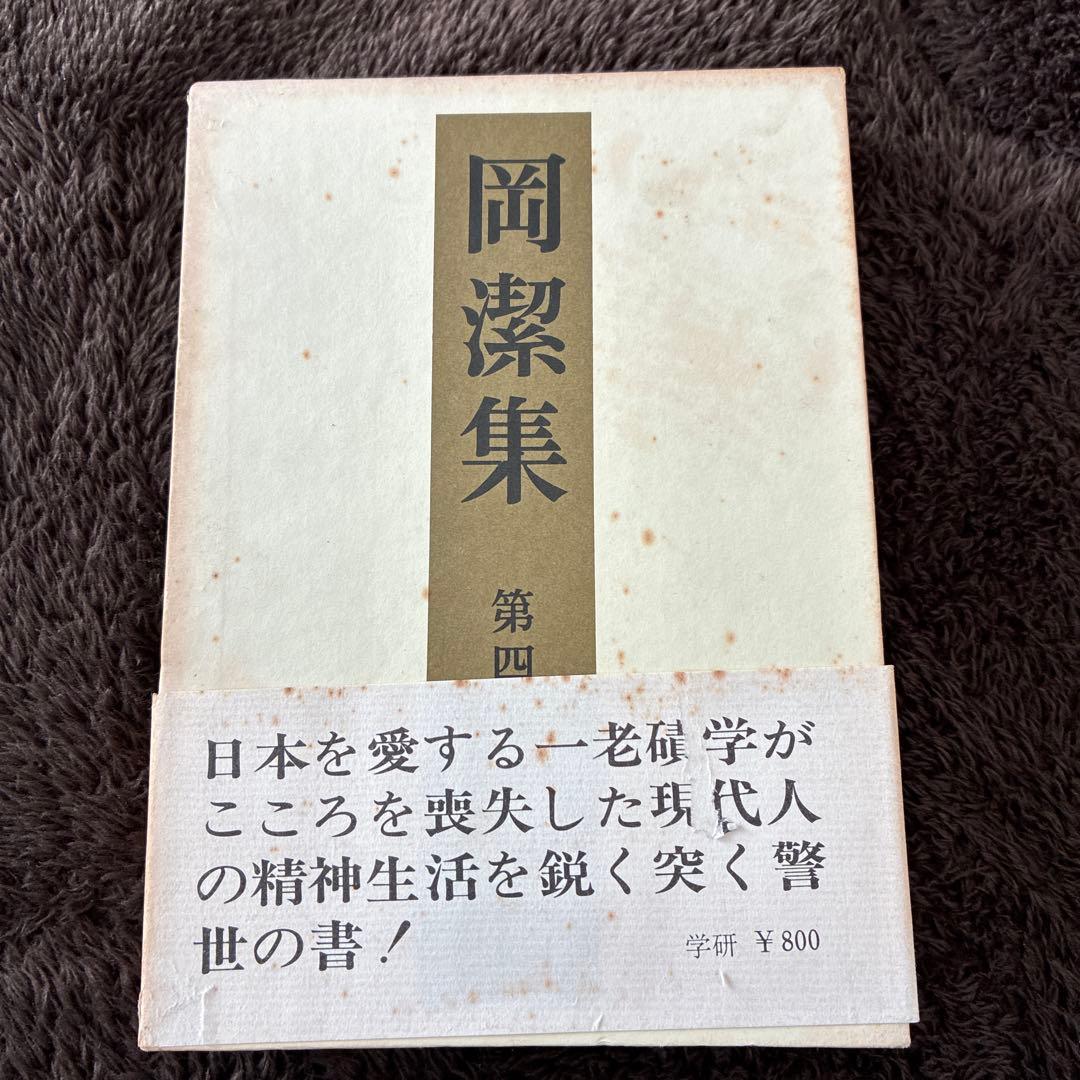 岡潔集
第四
日本を愛する一老碩学が
こころを喪失した現代人
の精神生活を鋭く突く警
世の書！
学研 ￥800